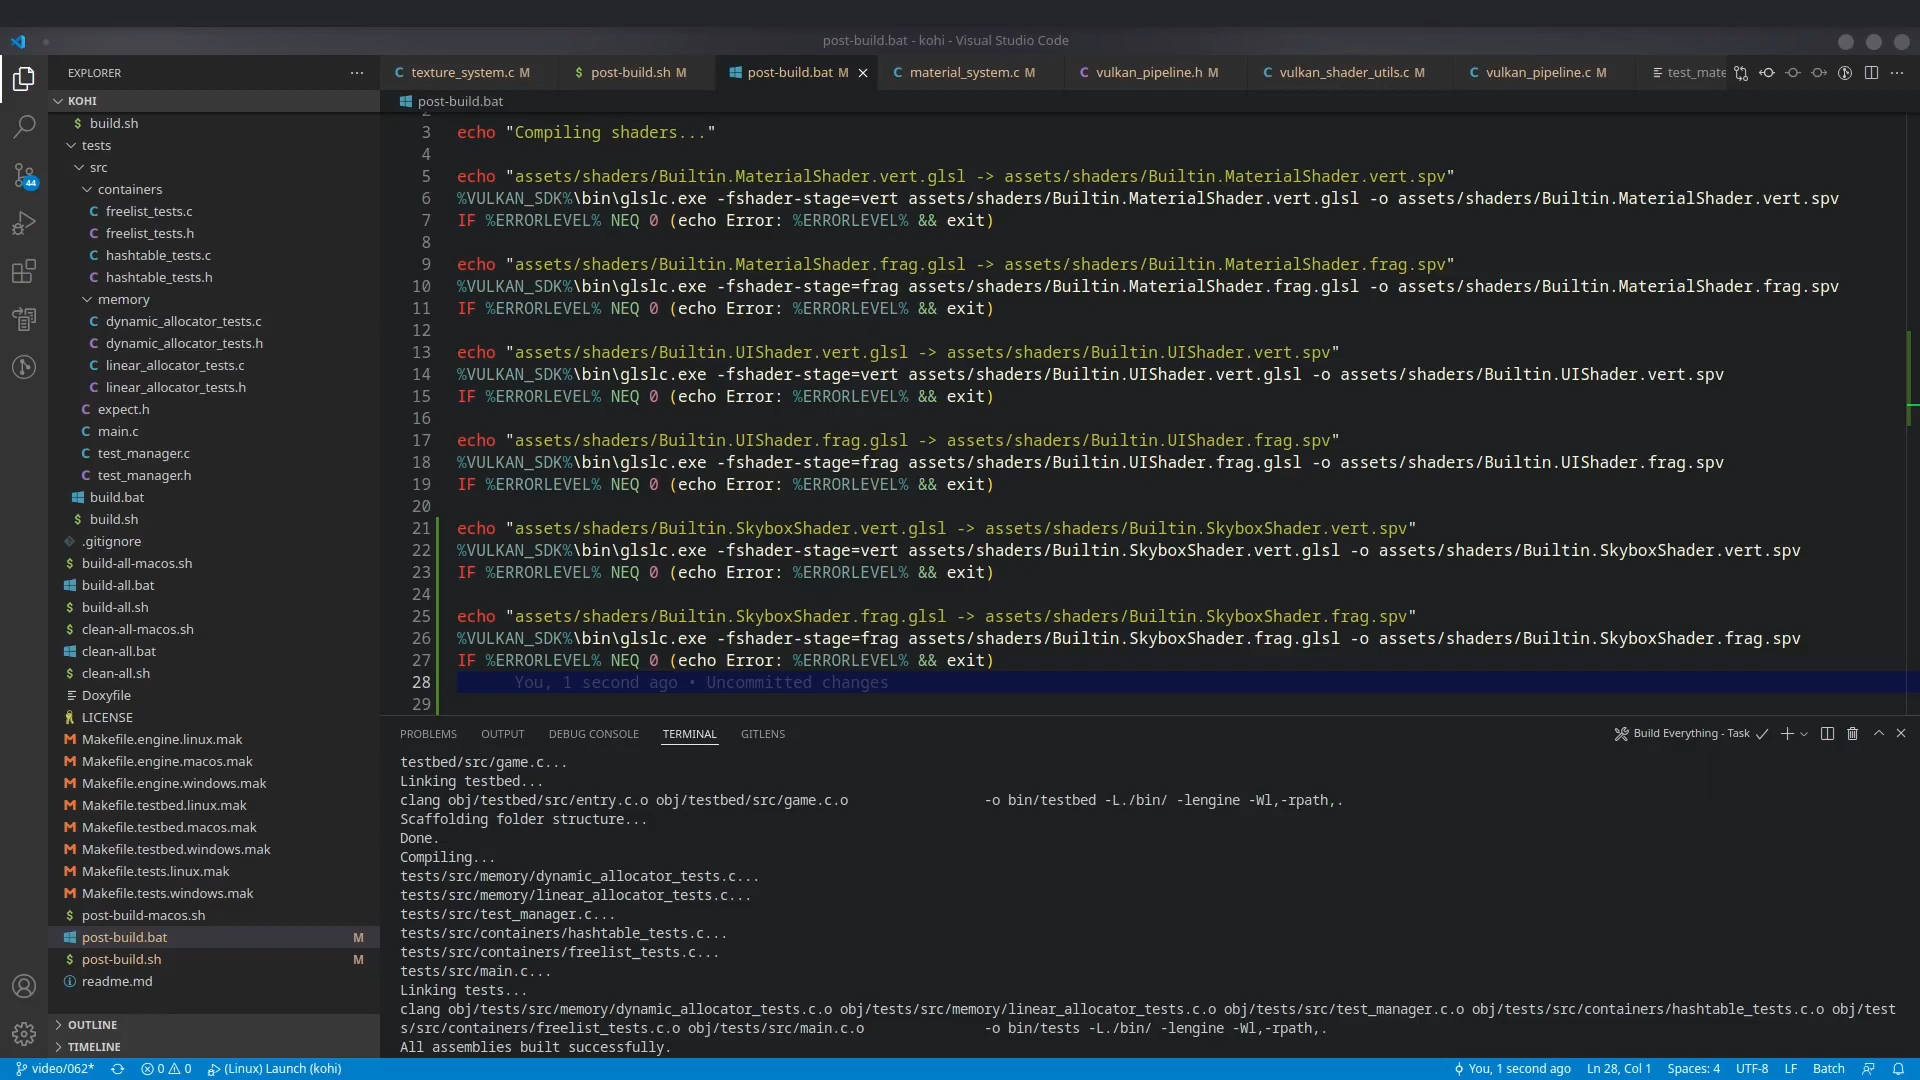 post-build.bat - kohi - Visual Studio Code
EXPLORER
KOHI
build.sh
tests
src
containers
freelist_tests.c
freelist_tests.h
hashtable_tests.c
hashtable_tests.h
memory
dynamic_allocator_tests.c
dynamic_allocator_tests.h
linear_allocator_tests.c
linear_allocator_tests.h
expect.h
main.c
test_manager.c
test_manager.h
build.bat
build.sh
.gitignore
build-all-macos.sh
build-all.bat
build-all.sh
clean-all-macos.sh
clean-all.bat
clean-all.sh
Doxyfile
LICENSE
Makefile.engine.linux.mak
Makefile.engine.macos.mak
Makefile.engine.windows.mak
Makefile.testbed.linux.mak
Makefile.testbed.macos.mak
Makefile.testbed.windows.mak
Makefile.tests.linux.mak
Makefile.tests.windows.mak
post-build-macos.sh
post-build.bat M
post-build.sh M
readme.md
OUTLINE
TIMELINE
44
texture_system.c M post-build.sh M post-build.bat M material_system.c M vulkan_pipeline.h M vulkan_shader_utils.c M vulkan_pipeline.c M test_mate
post-build.bat
2
3 echo "Compiling shaders..."
4
5 echo "assets/shaders/Builtin.MaterialShader.vert.glsl -> assets/shaders/Builtin.MaterialShader.vert.spv"
6 %VULKAN_SDK%\bin\glslc.exe -fshader-stage=vert assets/shaders/Builtin.MaterialShader.vert.glsl -o assets/shaders/Builtin.MaterialShader.vert.spv
7 IF %ERRORLEVEL% NEQ 0 (echo Error: %ERRORLEVEL% && exit)
8
9 echo "assets/shaders/Builtin.MaterialShader.frag.glsl -> assets/shaders/Builtin.MaterialShader.frag.spv"
10 %VULKAN_SDK%\bin\glslc.exe -fshader-stage=frag assets/shaders/Builtin.MaterialShader.frag.glsl -o assets/shaders/Builtin.MaterialShader.frag.spv
11 IF %ERRORLEVEL% NEQ 0 (echo Error: %ERRORLEVEL% && exit)
12
13 echo "assets/shaders/Builtin.UIShader.vert.glsl -> assets/shaders/Builtin.UIShader.vert.spv"
14 %VULKAN_SDK%\bin\glslc.exe -fshader-stage=vert assets/shaders/Builtin.UIShader.vert.glsl -o assets/shaders/Builtin.UIShader.vert.spv
15 IF %ERRORLEVEL% NEQ 0 (echo Error: %ERRORLEVEL% && exit)
16
17 echo "assets/shaders/Builtin.UIShader.frag.glsl -> assets/shaders/Builtin.UIShader.frag.spv"
18 %VULKAN_SDK%\bin\glslc.exe -fshader-stage=frag assets/shaders/Builtin.UIShader.frag.glsl -o assets/shaders/Builtin.UIShader.frag.spv
19 IF %ERRORLEVEL% NEQ 0 (echo Error: %ERRORLEVEL% && exit)
20
21 echo "assets/shaders/Builtin.SkyboxShader.vert.glsl -> assets/shaders/Builtin.SkyboxShader.vert.spv"
22 %VULKAN_SDK%\bin\glslc.exe -fshader-stage=vert assets/shaders/Builtin.SkyboxShader.vert.glsl -o assets/shaders/Builtin.SkyboxShader.vert.spv
23 IF %ERRORLEVEL% NEQ 0 (echo Error: %ERRORLEVEL% && exit)
24
25 echo "assets/shaders/Builtin.SkyboxShader.frag.glsl -> assets/shaders/Builtin.SkyboxShader.frag.spv"
26 %VULKAN_SDK%\bin\glslc.exe -fshader-stage=frag assets/shaders/Builtin.SkyboxShader.frag.glsl -o assets/shaders/Builtin.SkyboxShader.frag.spv
27 IF %ERRORLEVEL% NEQ 0 (echo Error: %ERRORLEVEL% && exit)
28 You, 1 second ago • Uncommitted changes
29
PROBLEMS OUTPUT DEBUG CONSOLE TERMINAL GITLENS Build Everything - Task
testbed/src/game.c...
Linking testbed...
clang obj/testbed/src/entry.c.o obj/testbed/src/game.c.o -o bin/testbed -L./bin/ -lengine -Wl,-rpath,.
Scaffolding folder structure...
Done.
Compiling...
tests/src/memory/dynamic_allocator_tests.c...
tests/src/memory/linear_allocator_tests.c...
tests/src/test_manager.c...
tests/src/containers/hashtable_tests.c...
tests/src/containers/freelist_tests.c...
tests/src/main.c...
Linking tests...
clang obj/tests/src/memory/dynamic_allocator_tests.c.o obj/tests/src/memory/linear_allocator_tests.c.o obj/tests/src/test_manager.c.o obj/tests/src/containers/hashtable_tests.c.o obj/test
s/src/containers/freelist_tests.c.o obj/tests/src/main.c.o -o bin/tests -L./bin/ -lengine -Wl,-rpath,.
All assemblies built successfully.
video/062* 0 0 (Linux) Launch (kohi) You, 1 second ago Ln 28, Col 1 Spaces: 4 UTF-8 LF Batch